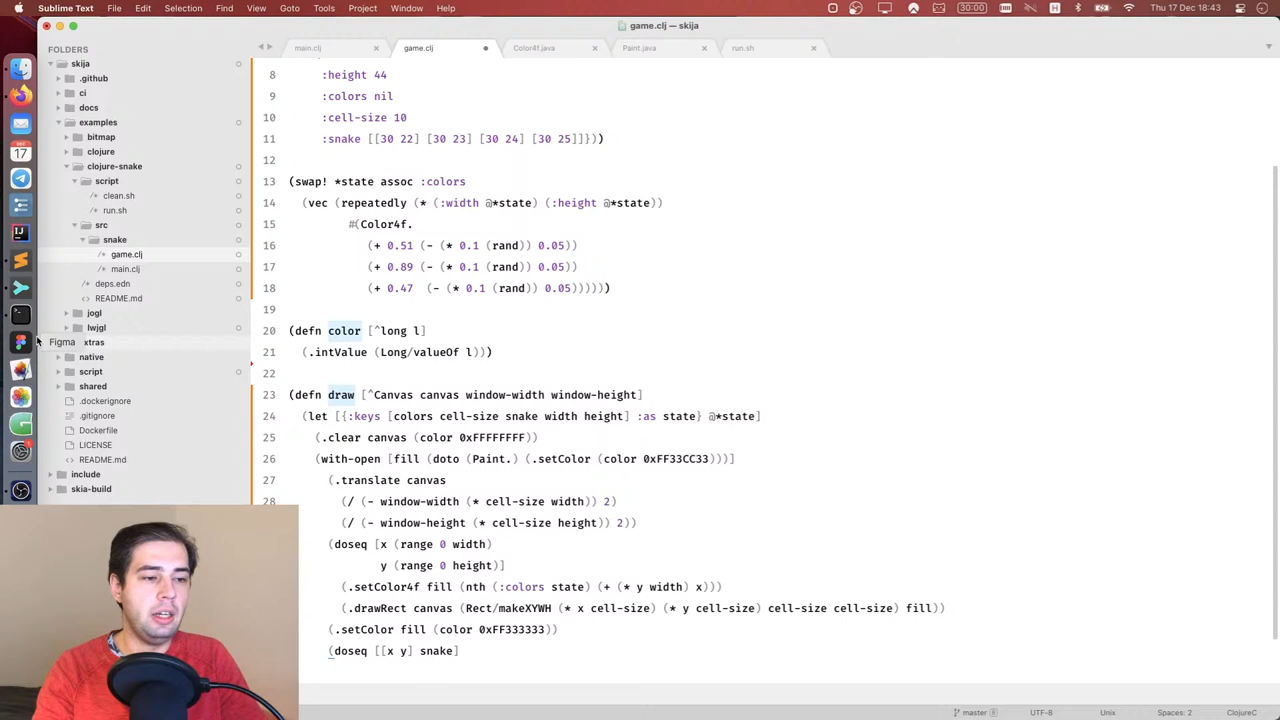 Sublime Text File Edit Selection Find View Goto Tools Project Window Help 30:00 Thu 17 Dec 18:43
game.clj — skija
FOLDERS
main.clj game.clj Color4f.java Paint.java run.sh
skija
.github
ci
docs
examples
bitmap
clojure
clojure-snake
script
clean.sh
run.sh
src
snake
game.clj
main.clj
deps.edn
README.md
jogl
lwjgl
Figma
xtras
native
script
shared
.dockerignore
.gitignore
Dockerfile
LICENSE
README.md
include
skia-build
8 :height 44
9 :colors nil
10 :cell-size 10
11 :snake [[30 22] [30 23] [30 24] [30 25]]}))
12
13 (swap! *state assoc :colors
14 (vec (repeatedly (* (:width @*state) (:height @*state))
15 #(Color4f.
16 (+ 0.51 (- (* 0.1 (rand)) 0.05))
17 (+ 0.89 (- (* 0.1 (rand)) 0.05))
18 (+ 0.47 (- (* 0.1 (rand)) 0.05)))))
19
20 (defn color [^long l]
21 (.intValue (Long/valueOf l)))
22
23 (defn draw [^Canvas canvas window-width window-height]
24 (let [{:keys [colors cell-size snake width height] :as state} @*state]
25 (.clear canvas (color 0xFFFFFFFF))
26 (with-open [fill (doto (Paint.) (.setColor (color 0xFF33CC33)))]
27 (.translate canvas
28 (/ (- window-width (* cell-size width)) 2)
(/ (- window-height (* cell-size height)) 2))
(doseq [x (range 0 width)
y (range 0 height)]
(.setColor4f fill (nth (:colors state) (+ (* y width) x)))
(.drawRect canvas (Rect/makeXYWH (* x cell-size) (* y cell-size) cell-size cell-size) fill))
(.setColor fill (color 0xFF333333))
(doseq [[x y] snake]
master 8 UTF-8 Unix Spaces: 2 ClojureC